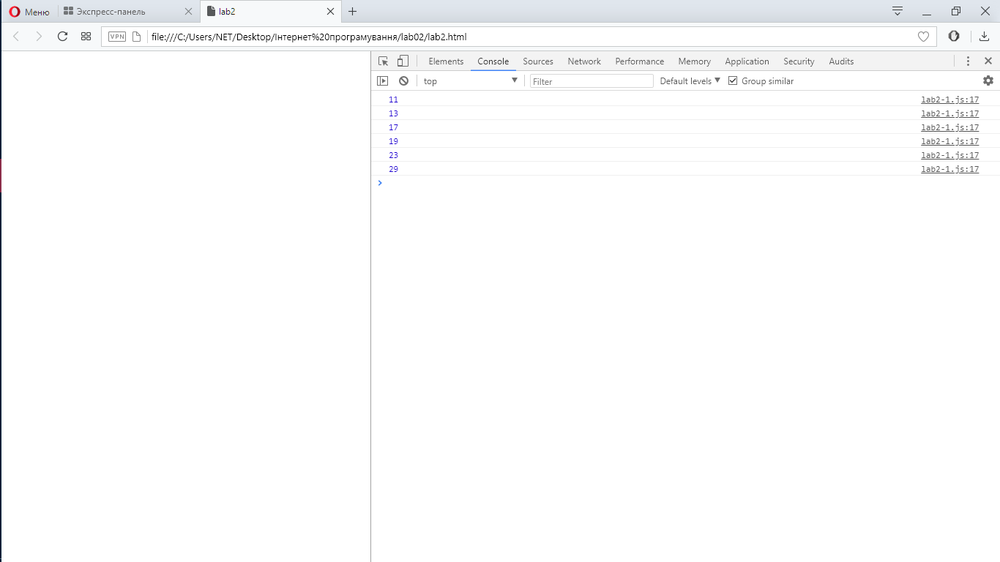 Меню Экспресс-панель lab2
VPN file:///C:/Users/NET/Desktop/Інтернет%20програмування/lab02/lab2.html
Elements Console Sources Network Performance Memory Application Security Audits
top Filter Default levels Group similar
11 lab2-1.js:17
13 lab2-1.js:17
17 lab2-1.js:17
19 lab2-1.js:17
23 lab2-1.js:17
29 lab2-1.js:17